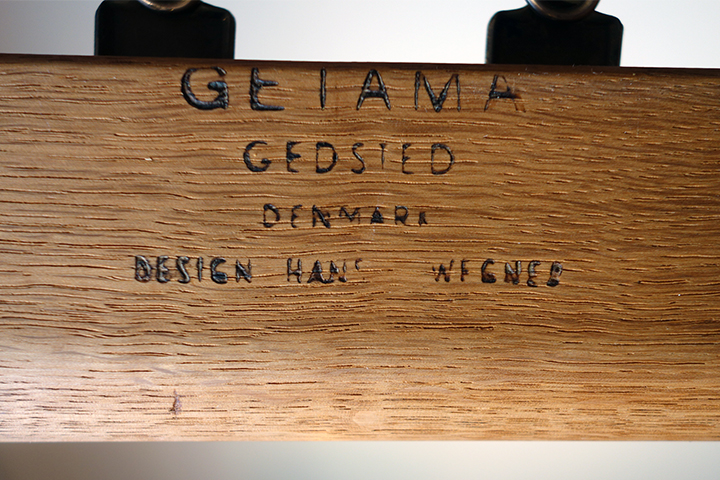 GETAMA
GEDSTED
DENMARK
DESIGN HANS WEGNER